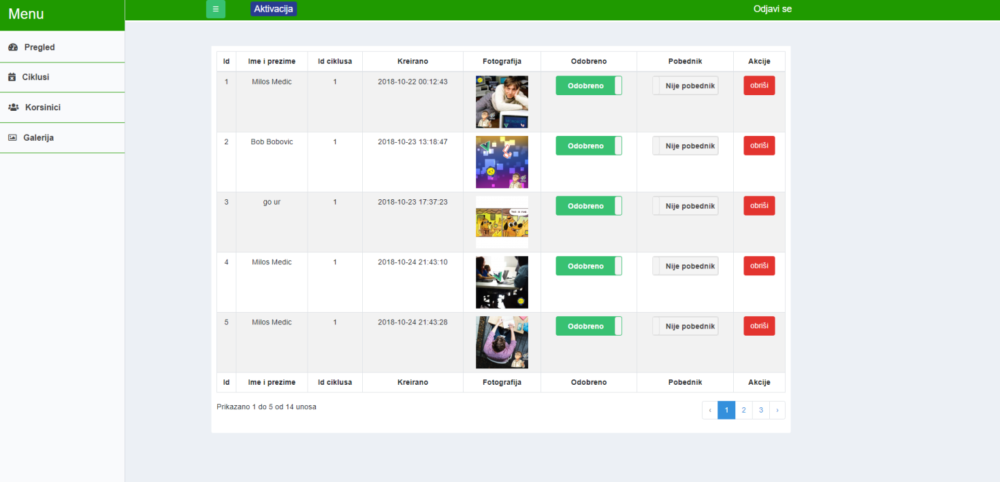 Menu
☰ Aktivacija Odjavi se
Pregled
Ciklusi
Korsinici
Galerija
Id Ime i prezime Id ciklusa Kreirano Fotografija Odobreno Pobednik Akcije
1 Milos Medic 1 2018-10-22 00:12:43 Odobreno Nije pobednik obriši
2 Bob Bobovic 1 2018-10-23 13:18:47 Odobreno Nije pobednik obriši
3 go ur 1 2018-10-23 17:37:23 Odobreno Nije pobednik obriši
4 Milos Medic 1 2018-10-24 21:43:10 Odobreno Nije pobednik obriši
5 Milos Medic 1 2018-10-24 21:43:28 Odobreno Nije pobednik obriši
Id Ime i prezime Id ciklusa Kreirano Fotografija Odobreno Pobednik Akcije
Prikazano 1 do 5 od 14 unosa
‹ 1 2 3 ›